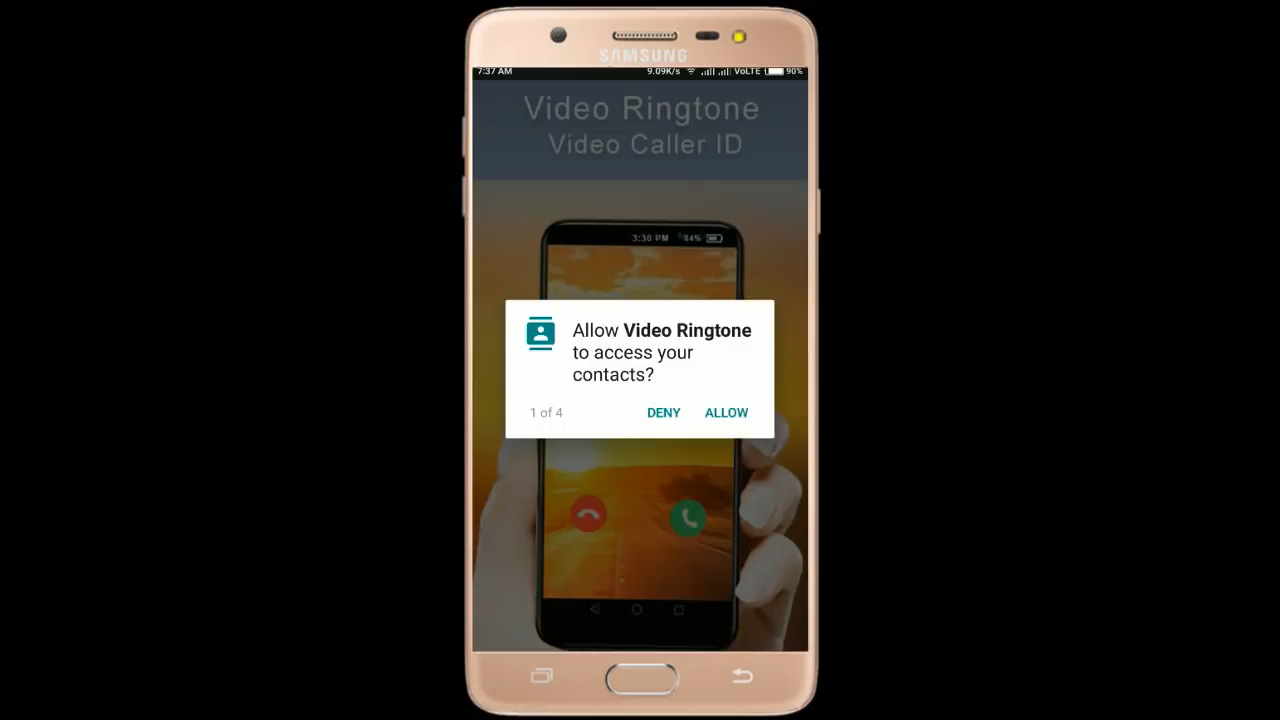 SAMSUNG
7:37 AM 9.09K/s VoLTE 90%
Video Ringtone
Video Caller ID
3:30 PM 84%
Allow Video Ringtone
to access your
contacts?
1 of 4 DENY ALLOW